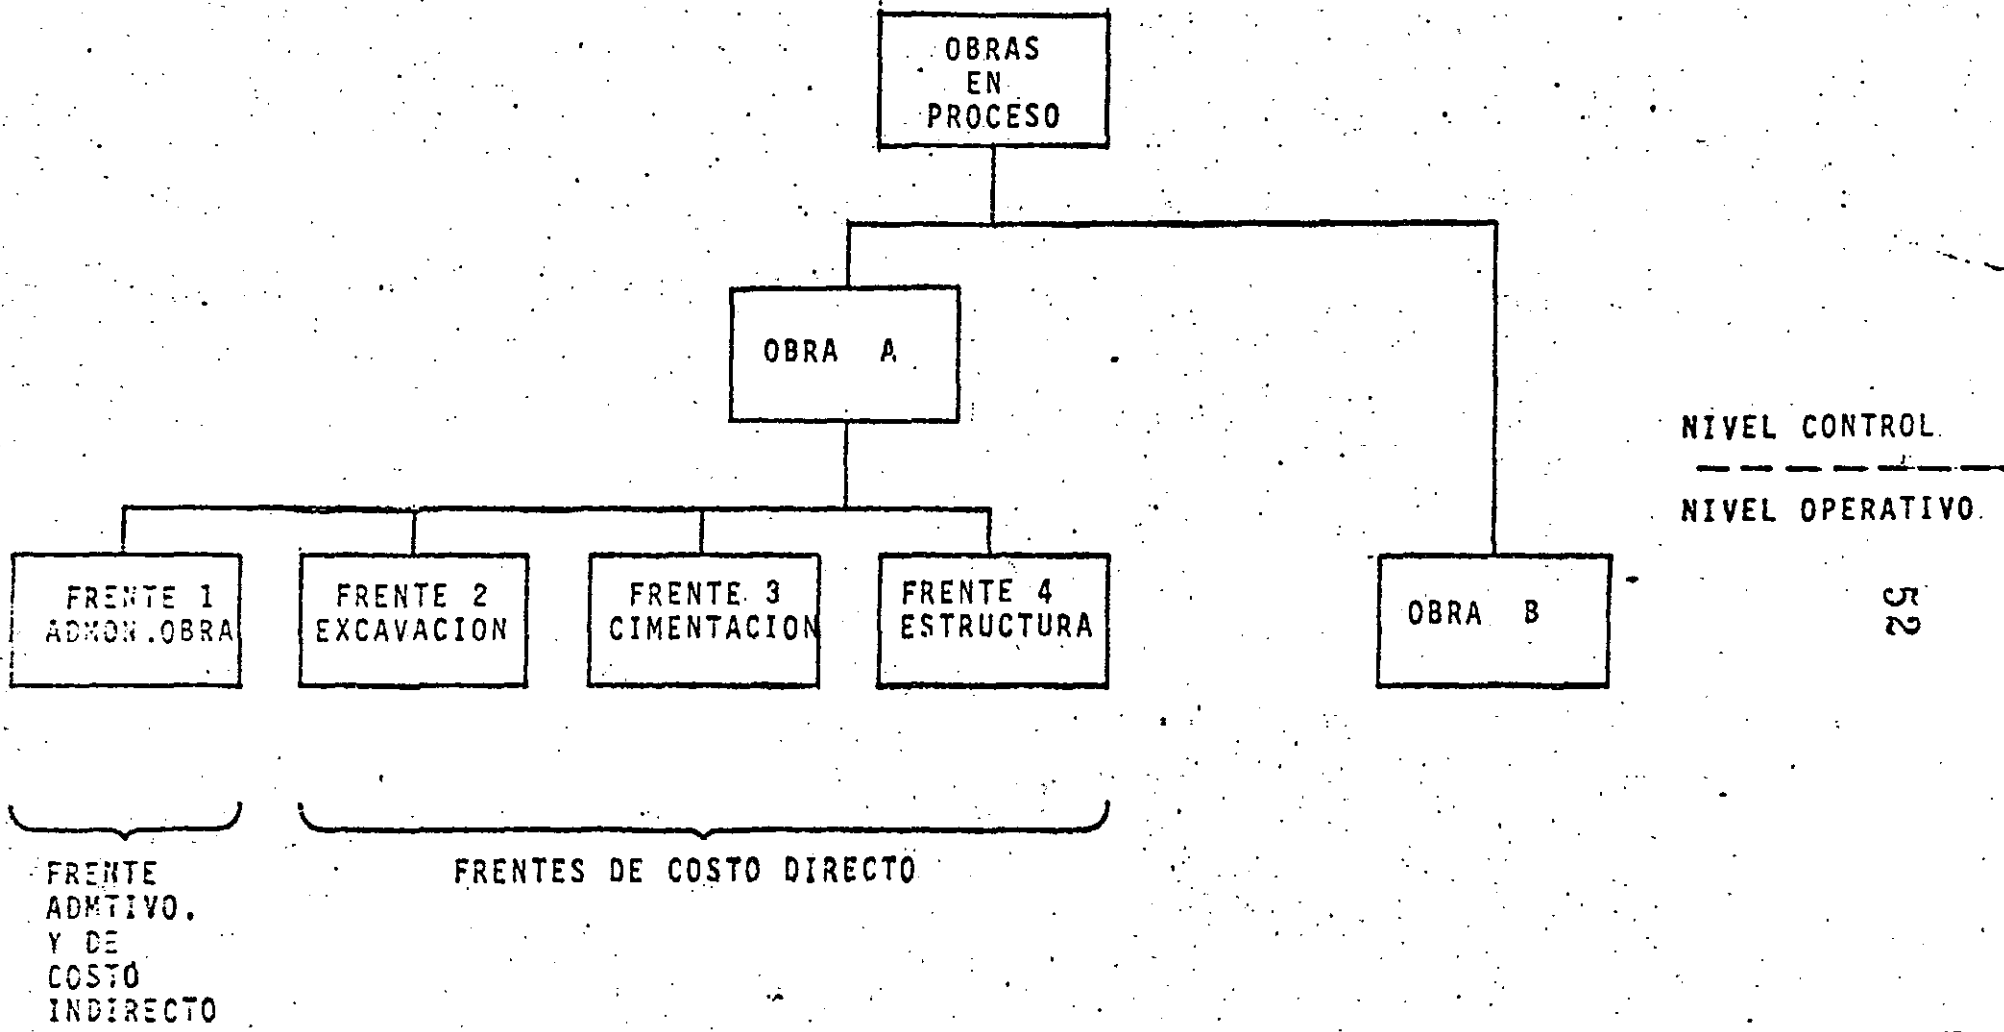 OBRAS
EN
PROCESO
OBRA A
NIVEL CONTROL
NIVEL OPERATIVO
FRENTE 1
ADMON.OBRA
FRENTE 2
EXCAVACION
FRENTE 3
CIMENTACION
FRENTE 4
ESTRUCTURA
OBRA B
52
FRENTE
ADMTIVO.
Y DE
COSTO
INDIRECTO
FRENTES DE COSTO DIRECTO